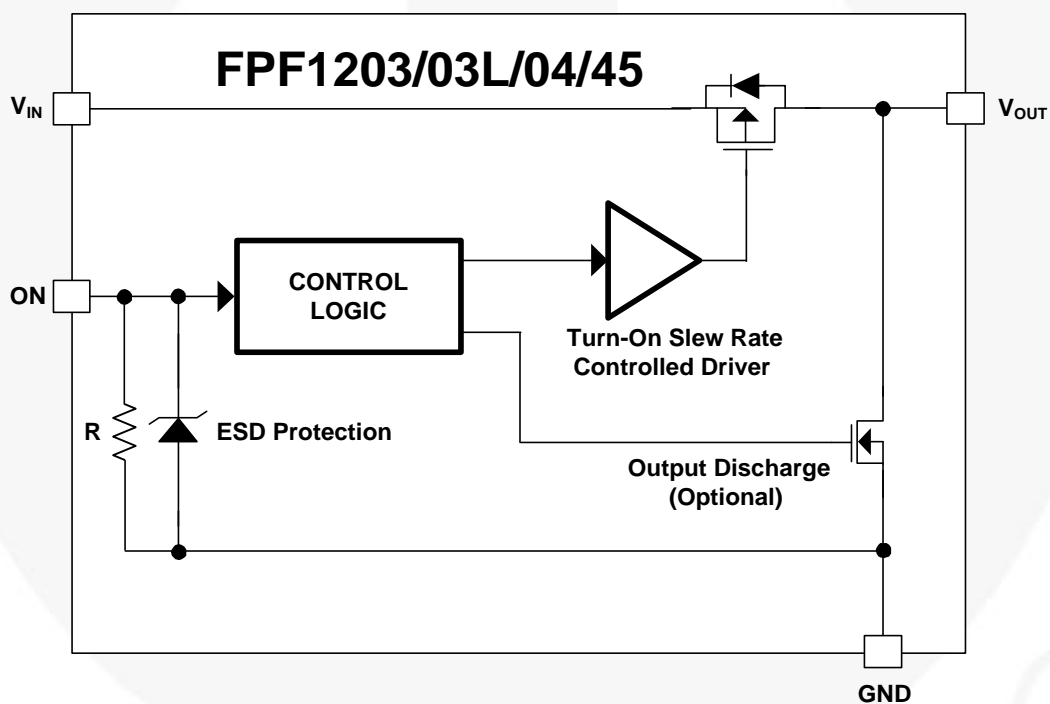 FPF1203/03L/04/45
VIN
VOUT
ON
CONTROL
LOGIC
Turn-On Slew Rate
Controlled Driver
R
ESD Protection
Output Discharge
(Optional)
GND